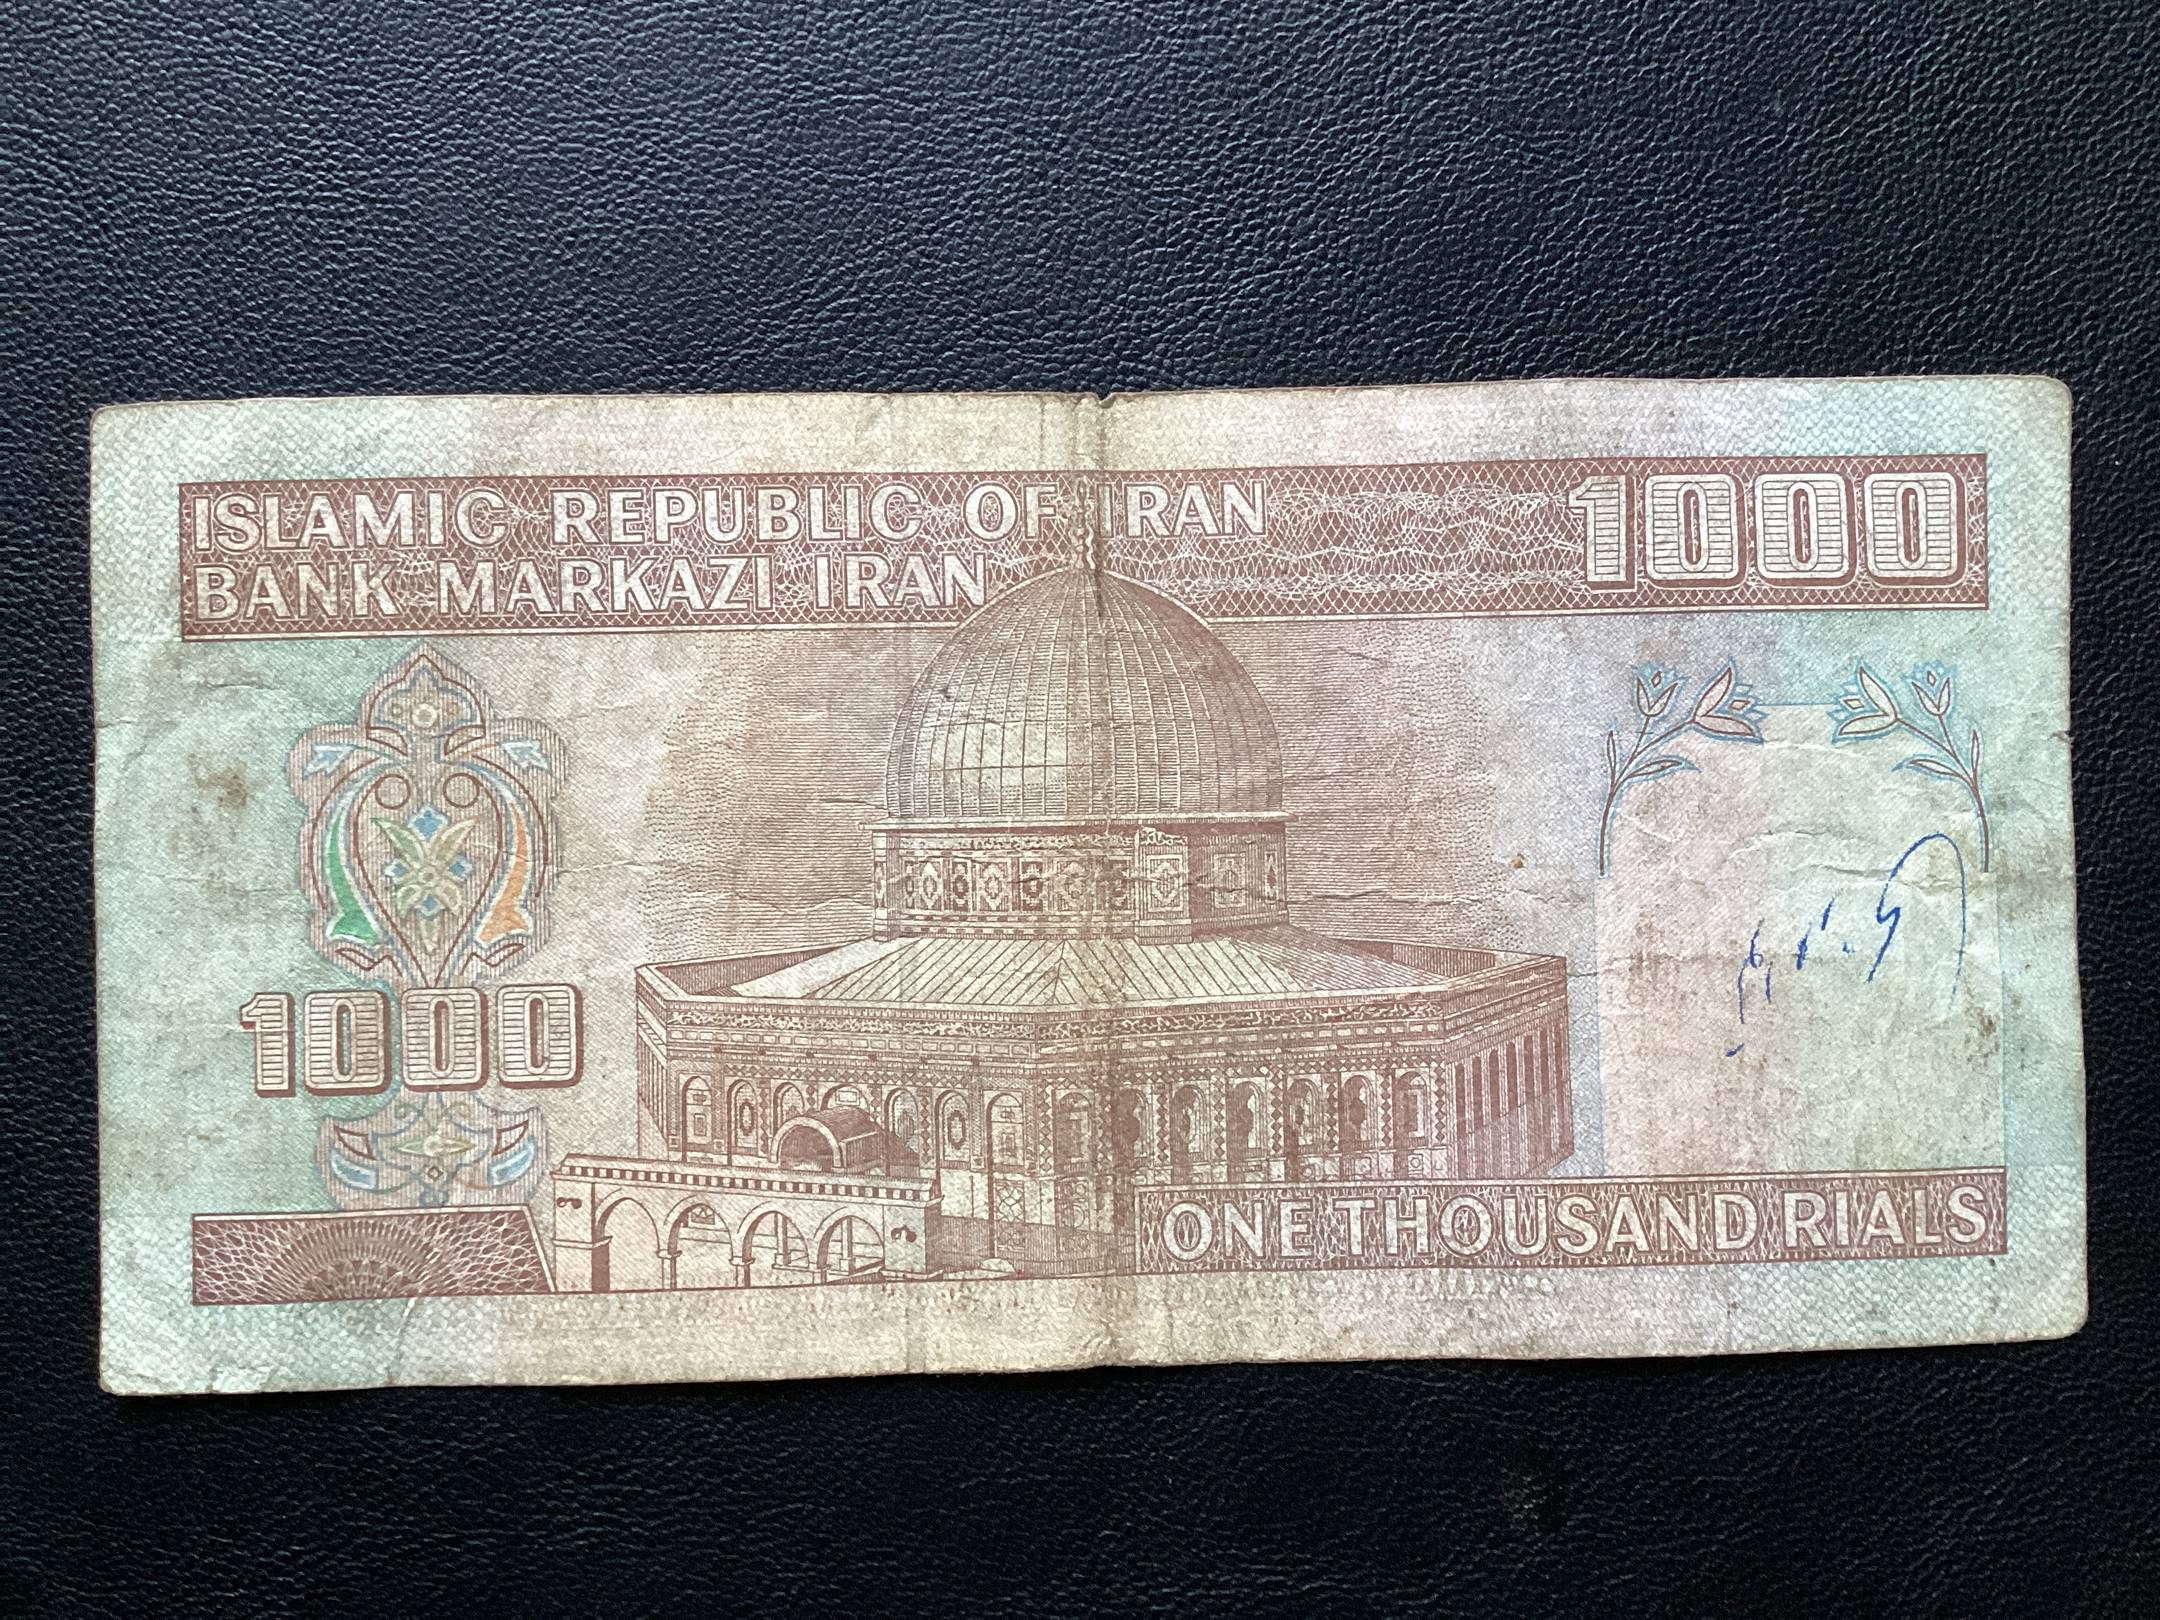 ISLAMIC REPUBLIC OF IRAN 1000
BANK MARKAZI IRAN
1000
ONE THOUSAND RIALS